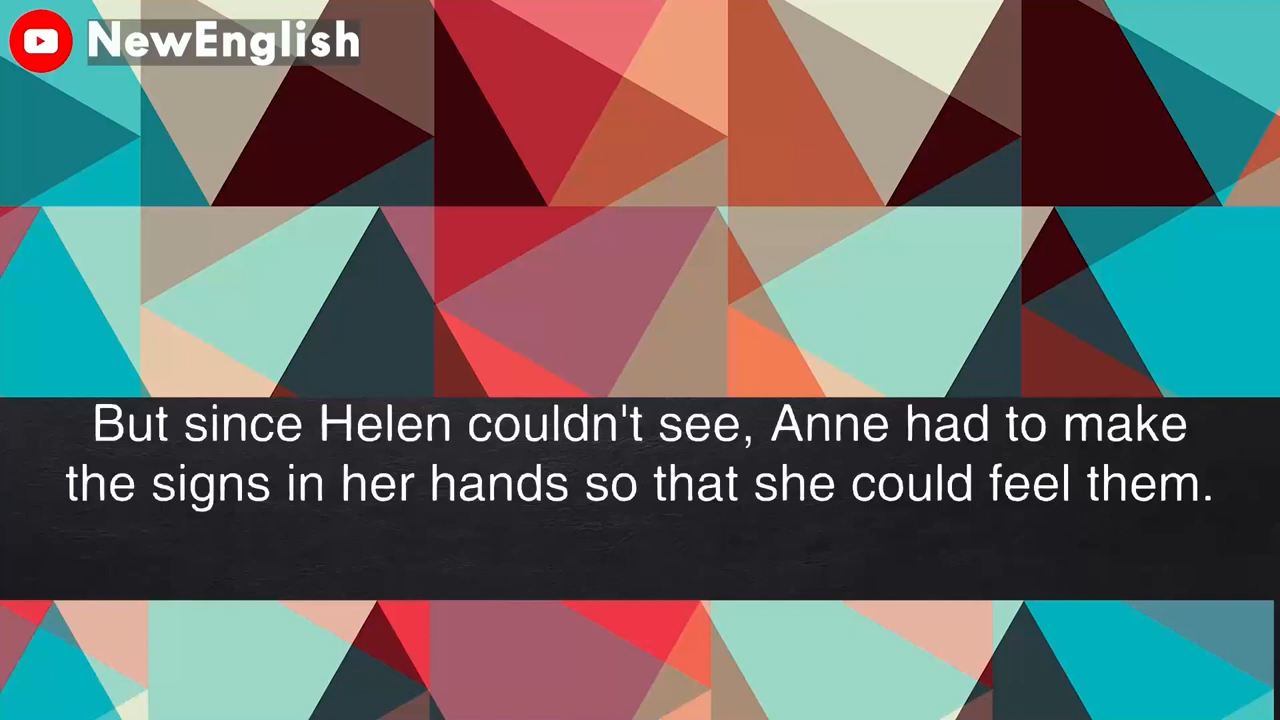 NewEnglish
But since Helen couldn't see, Anne had to make
the signs in her hands so that she could feel them.